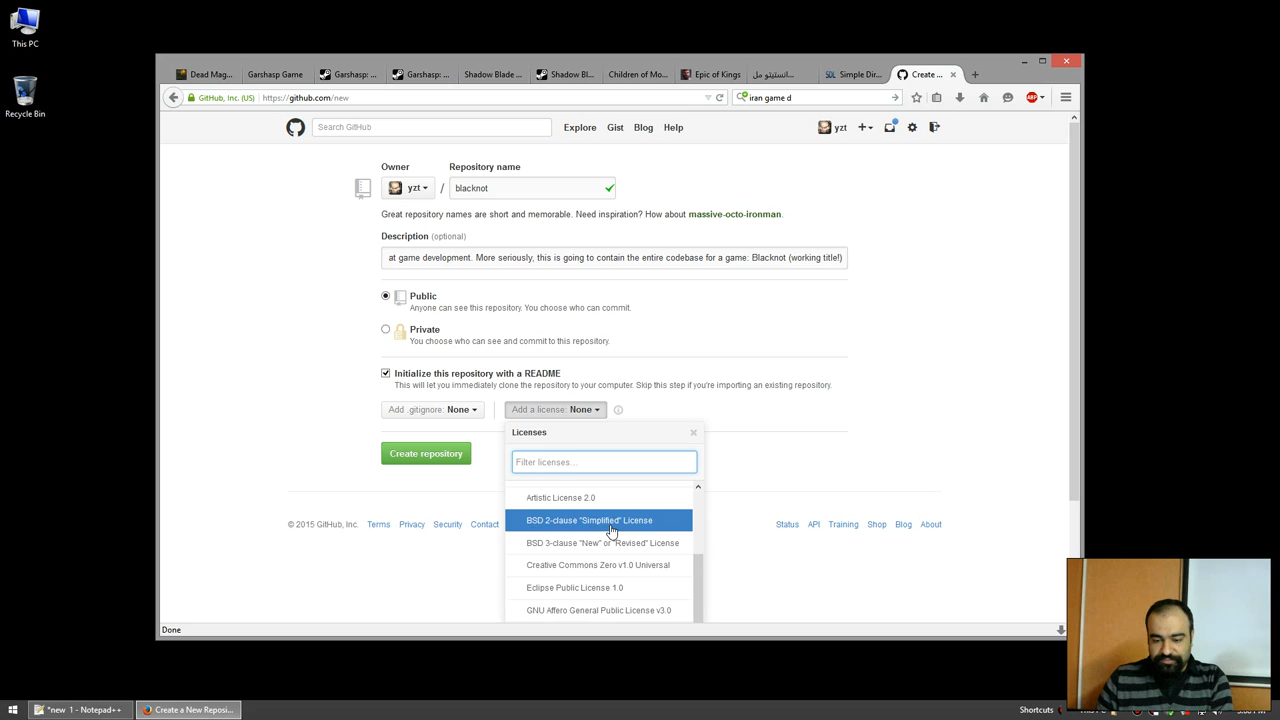 This PC
Recycle Bin
Dead Mag...
Garshasp Game
Garshasp: ...
Garshasp: ...
Shadow Blade ...
Shadow Bl...
Children of Mo...
Epic of Kings
انستیتو مل...
SDL Simple Dir...
Create ...
GitHub, Inc. (US)
https://github.com/new
iran game d
ABP
Search GitHub
Explore Gist Blog Help
yzt
Owner
Repository name
yzt / blacknot
Great repository names are short and memorable. Need inspiration? How about massive-octo-ironman.
Description (optional)
at game development. More seriously, this is going to contain the entire codebase for a game: Blacknot (working title!)
Public
Anyone can see this repository. You choose who can commit.
Private
You choose who can see and commit to this repository.
Initialize this repository with a README
This will let you immediately clone the repository to your computer. Skip this step if you're importing an existing repository.
Add .gitignore: None
Add a license: None
Licenses
Filter licenses...
Create repository
Artistic License 2.0
BSD 2-clause "Simplified" License
BSD 3-clause "New" or "Revised" License
Creative Commons Zero v1.0 Universal
Eclipse Public License 1.0
GNU Affero General Public License v3.0
© 2015 GitHub, Inc. Terms Privacy Security Contact
Status API Training Shop Blog About
Done
*new 1 - Notepad++
Create a New Reposi...
Shortcuts